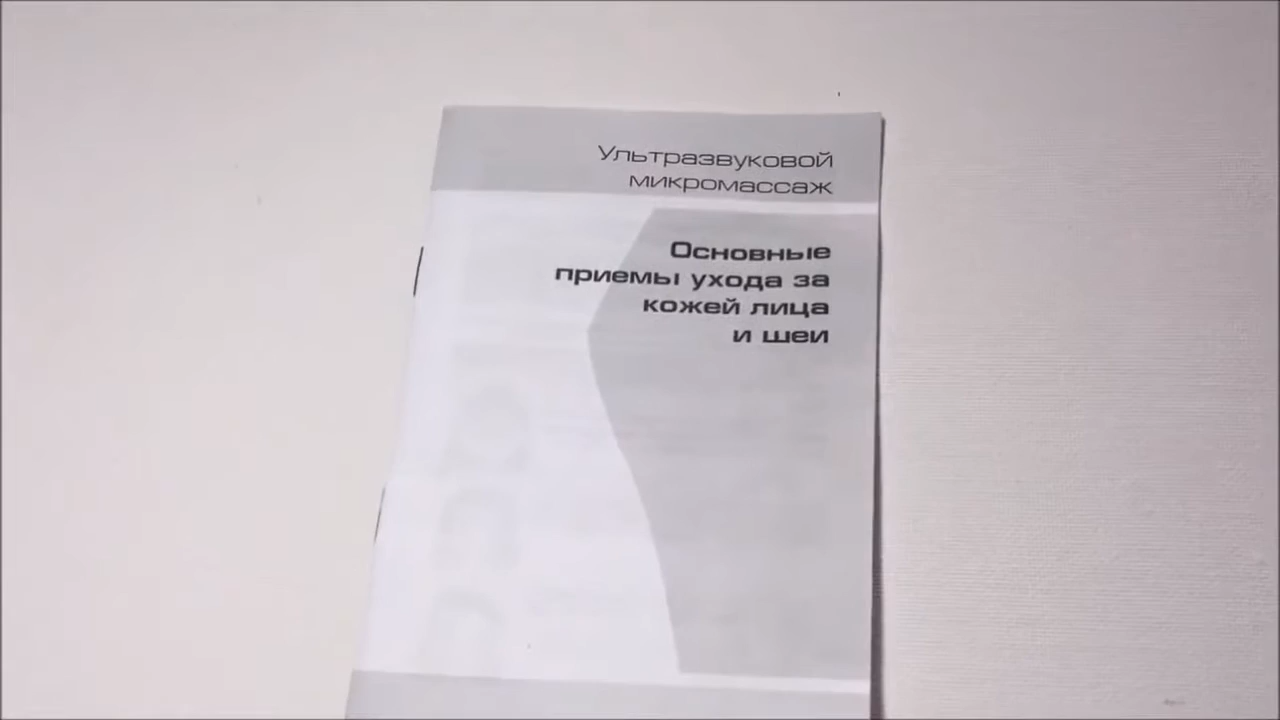 Ультразвуковой
микромассаж
Основные
приемы ухода за
кожей лица
и шеи